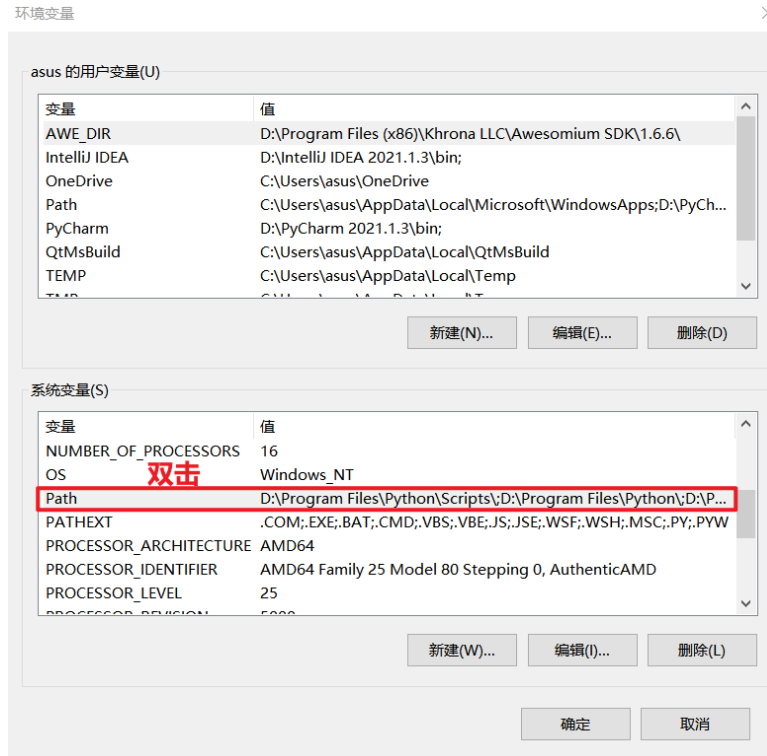 环境变量
asus 的用户变量(U)
变量 值
AWE_DIR D:\Program Files (x86)\Khrona LLC\Awesomium SDK\1.6.6\
IntelliJ IDEA D:\IntelliJ IDEA 2021.1.3\bin;
OneDrive C:\Users\asus\OneDrive
Path C:\Users\asus\AppData\Local\Microsoft\WindowsApps;D:\PyCh...
PyCharm D:\PyCharm 2021.1.3\bin;
QtMsBuild C:\Users\asus\AppData\Local\QtMsBuild
TEMP C:\Users\asus\AppData\Local\Temp
新建(N)... 编辑(E)... 删除(D)
系统变量(S)
变量 值
NUMBER_OF_PROCESSORS 16
OS Windows_NT
双击
Path D:\Program Files\Python\Scripts\;D:\Program Files\Python\;D:\P...
PATHEXT .COM;.EXE;.BAT;.CMD;.VBS;.VBE;.JS;.JSE;.WSF;.WSH;.MSC;.PY;.PYW
PROCESSOR_ARCHITECTURE AMD64
PROCESSOR_IDENTIFIER AMD64 Family 25 Model 80 Stepping 0, AuthenticAMD
PROCESSOR_LEVEL 25
新建(W)... 编辑(I)... 删除(L)
确定 取消